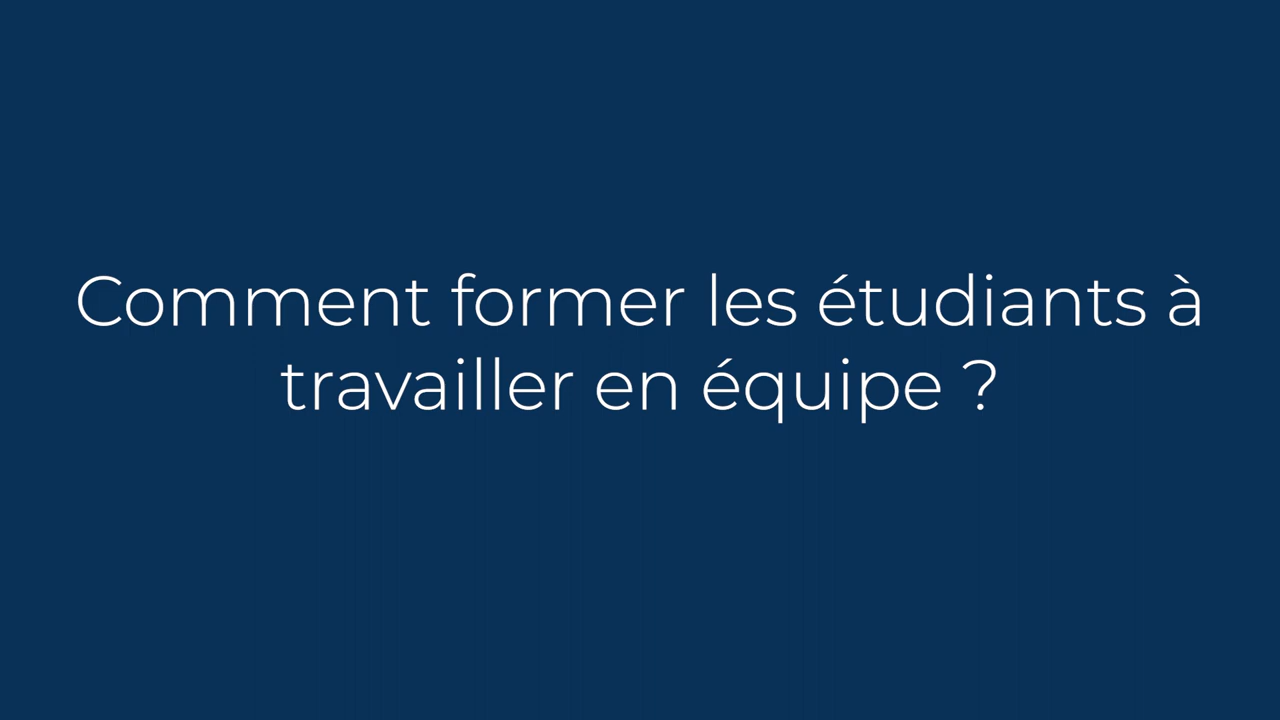 Comment former les étudiants à
travailler en équipe ?